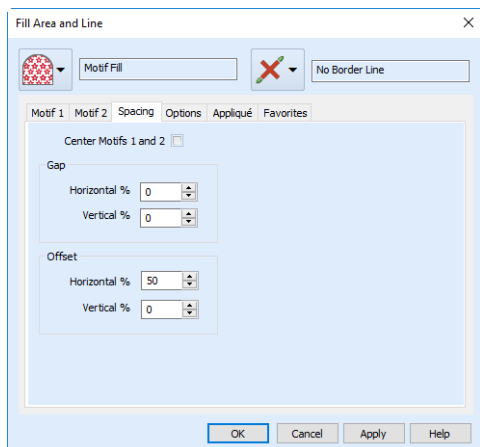 Fill Area and Line
Motif Fill
No Border Line
Motif 1 Motif 2 Spacing Options Appliqué Favorites
Center Motifs 1 and 2
Gap
Horizontal % 0
Vertical % 0
Offset
Horizontal % 50
Vertical % 0
OK Cancel Apply Help